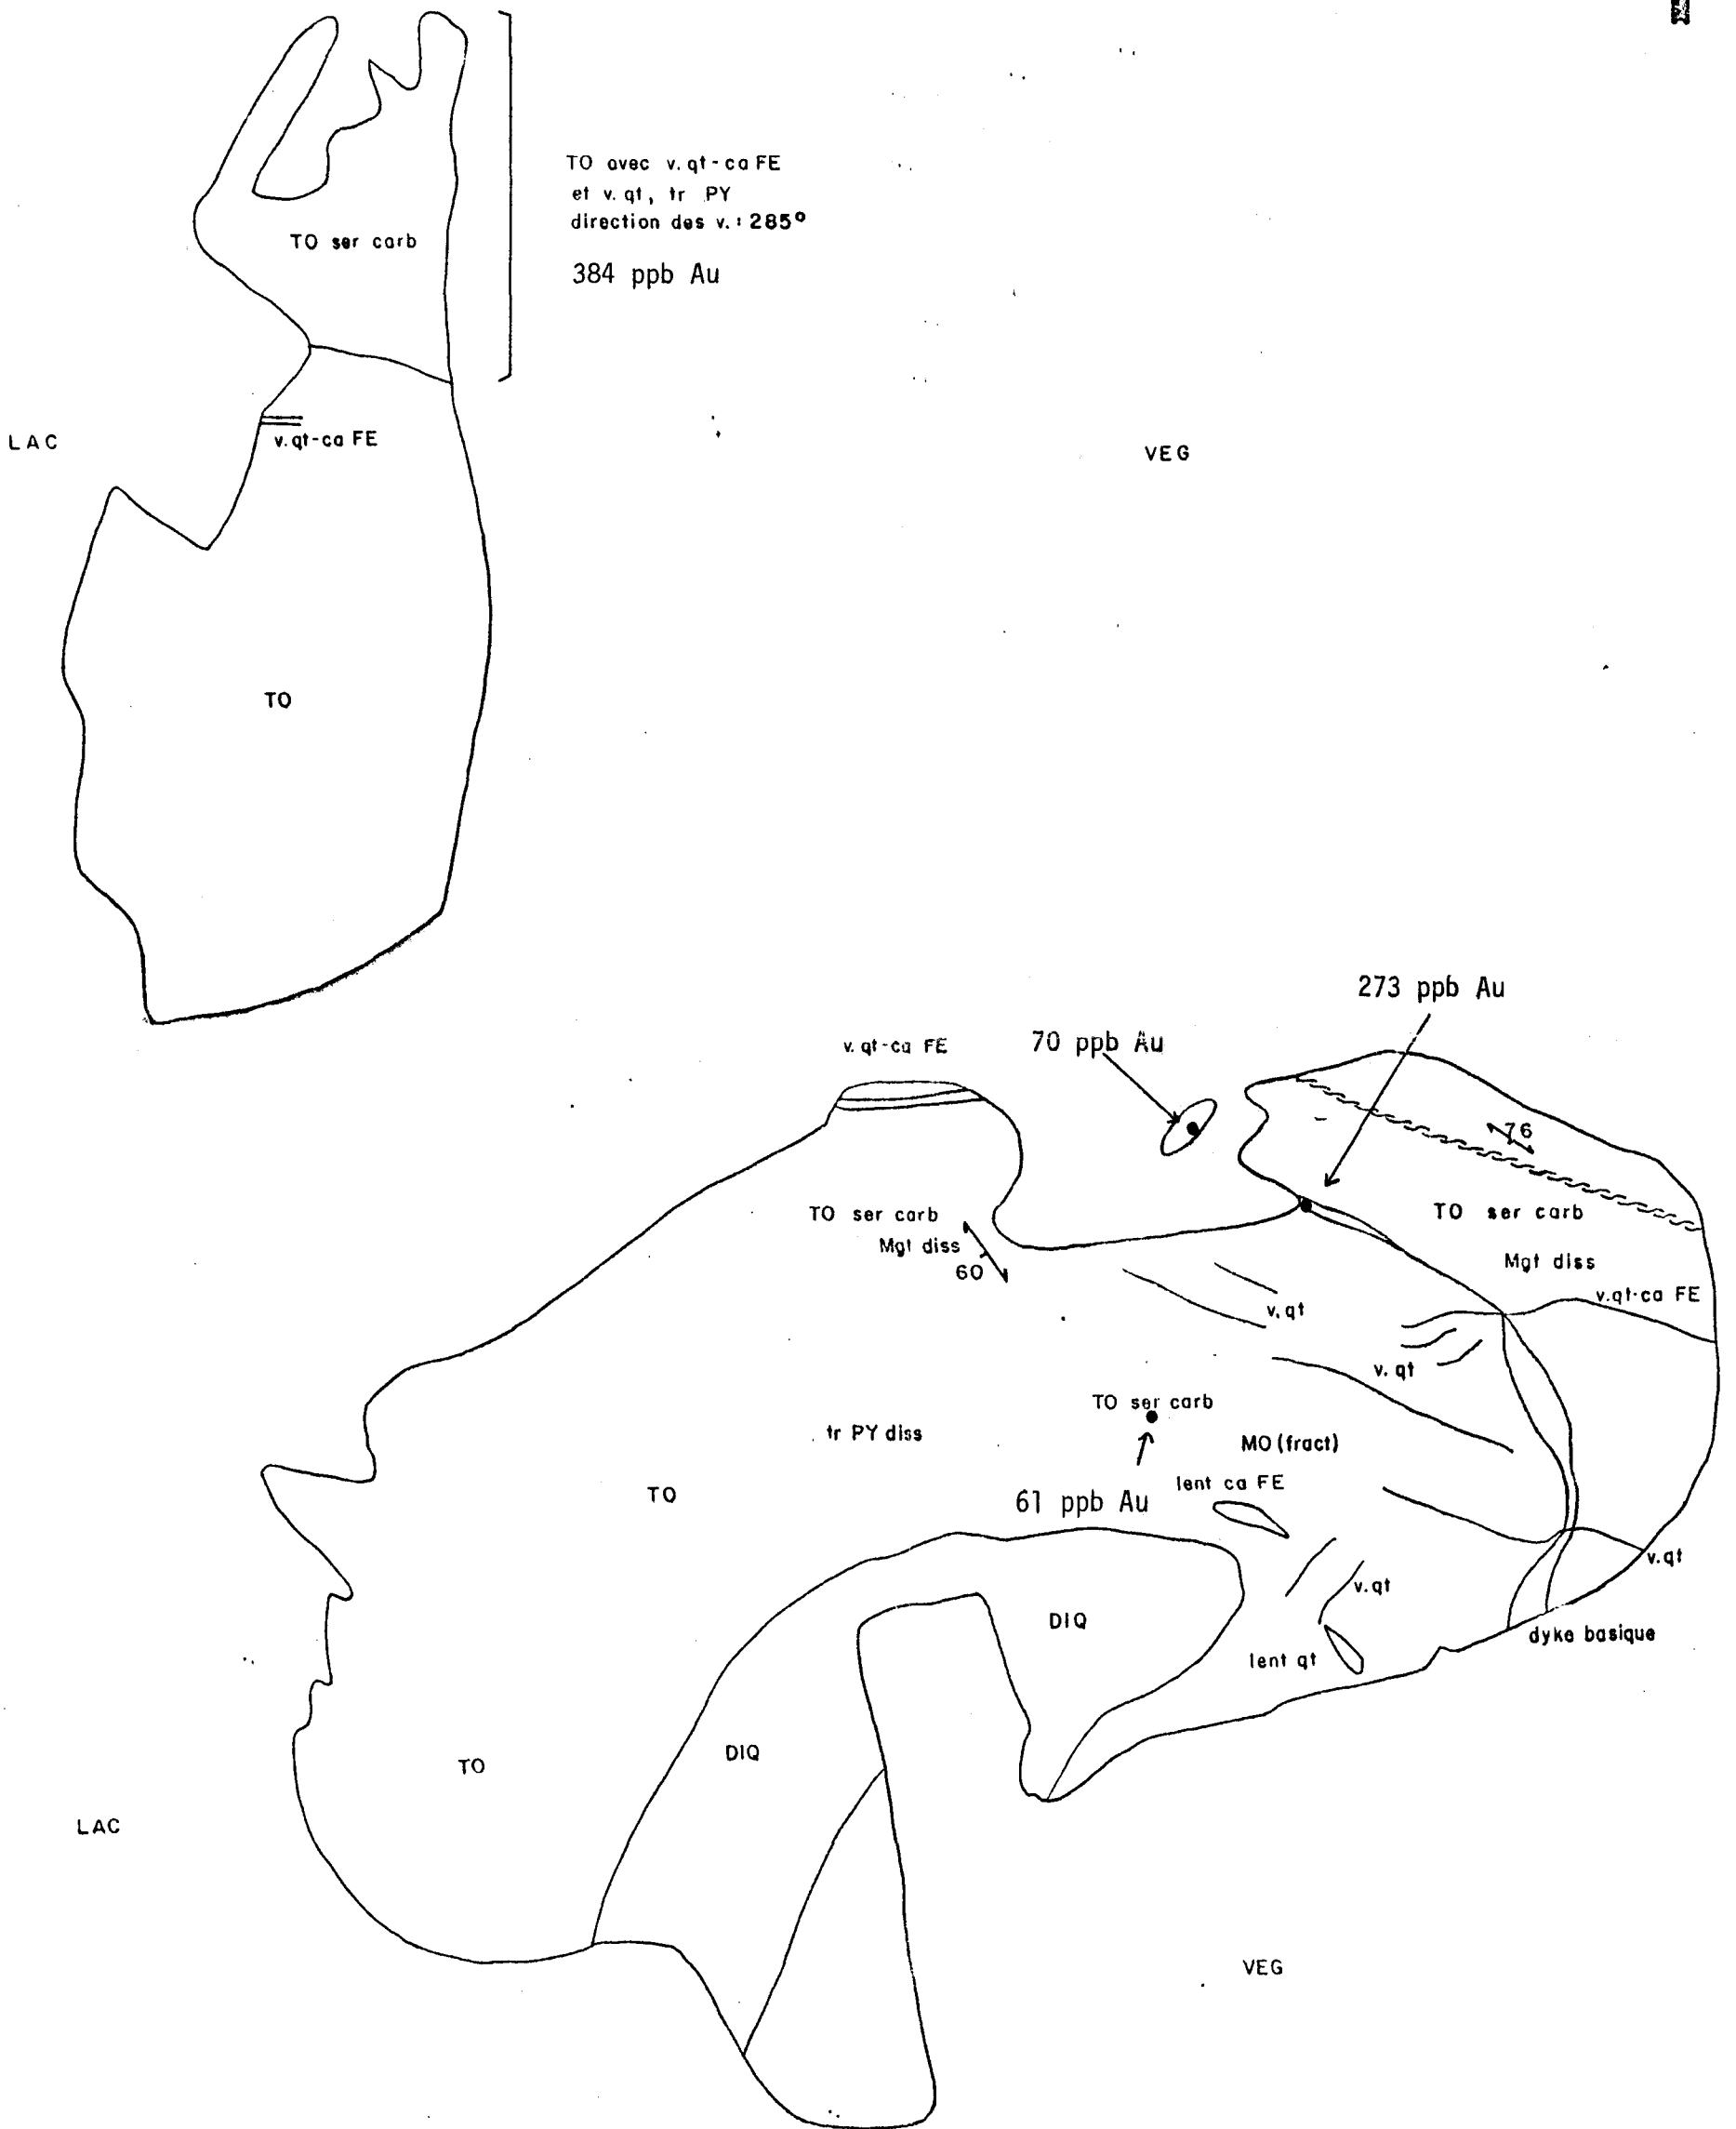 TO avec v. qt - ca FE
et v. qt, tr PY
direction des v. : 285°
384 ppb Au
TO ser carb
LAC
v. qt-ca FE
VEG
TO
273 ppb Au
v. qt-ca FE
70 ppb Au
76
TO ser carb
Mgt diss
60
TO ser carb
Mgt diss
v. qt-ca FE
v. qt
v. qt
TO ser carb
tr PY diss
MO (fract)
lent ca FE
TO
61 ppb Au
v. qt
v. qt
DIQ
dyke basique
lent qt
DIQ
TO
LAC
VEG